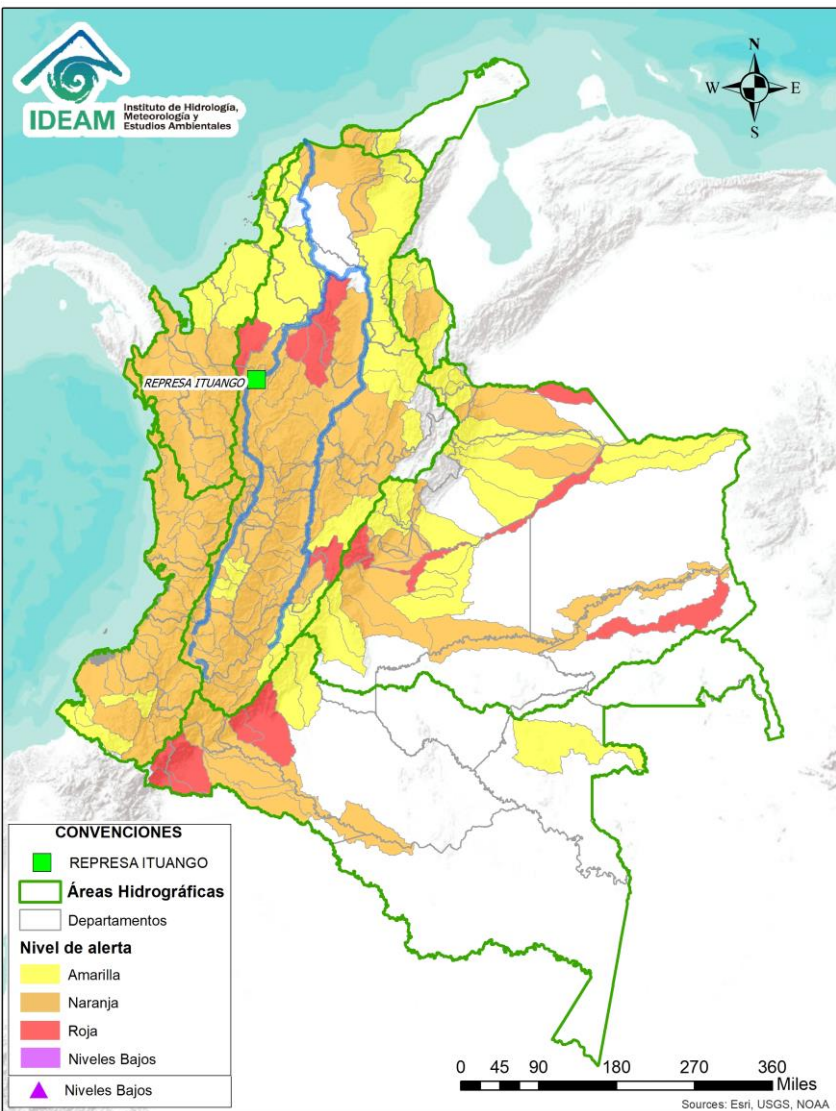 IDEAM
Instituto de Hidrología,
Meteorología y
Estudios Ambientales
N
W
E
S
REPRESA ITUANGO
CONVENCIONES
REPRESA ITUANGO
Áreas Hidrográficas
Departamentos
Nivel de alerta
Amarilla
Naranja
Roja
Niveles Bajos
Niveles Bajos
0 45 90 180 270 360
Miles
Sources: Esri, USGS, NOAA